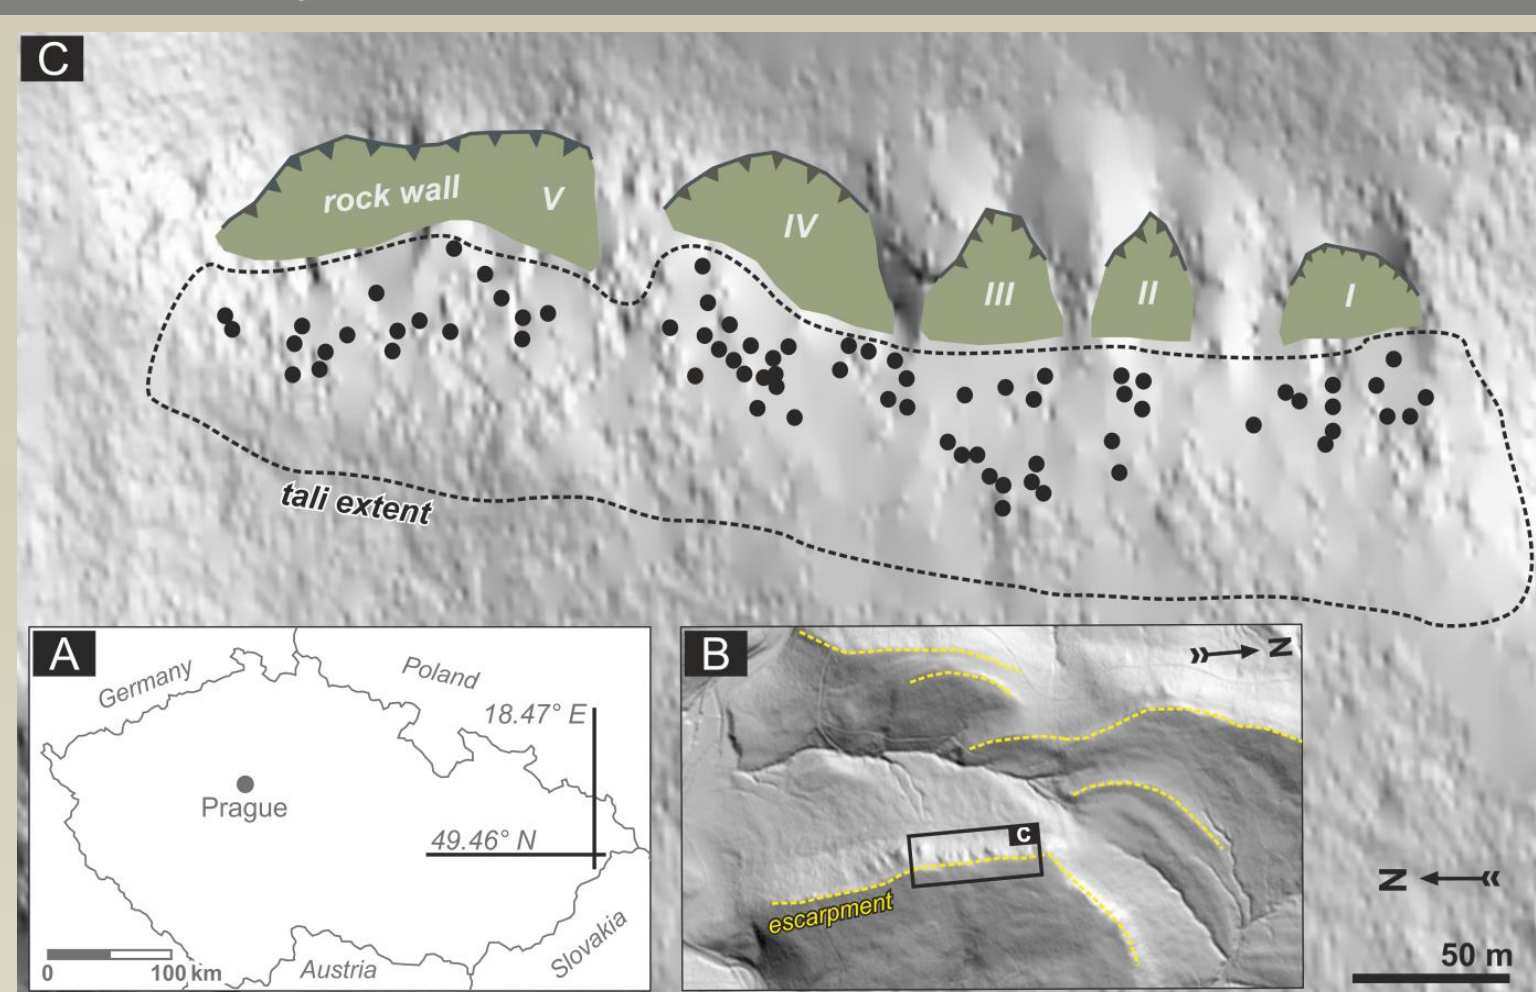 C
rock wall
V
IV
III
II
I
tali extent
A
Germany
Poland
18.47° E
Prague
49.46° N
Slovakia
Austria
0
100 km
B
N
c
escarpment
N
50 m